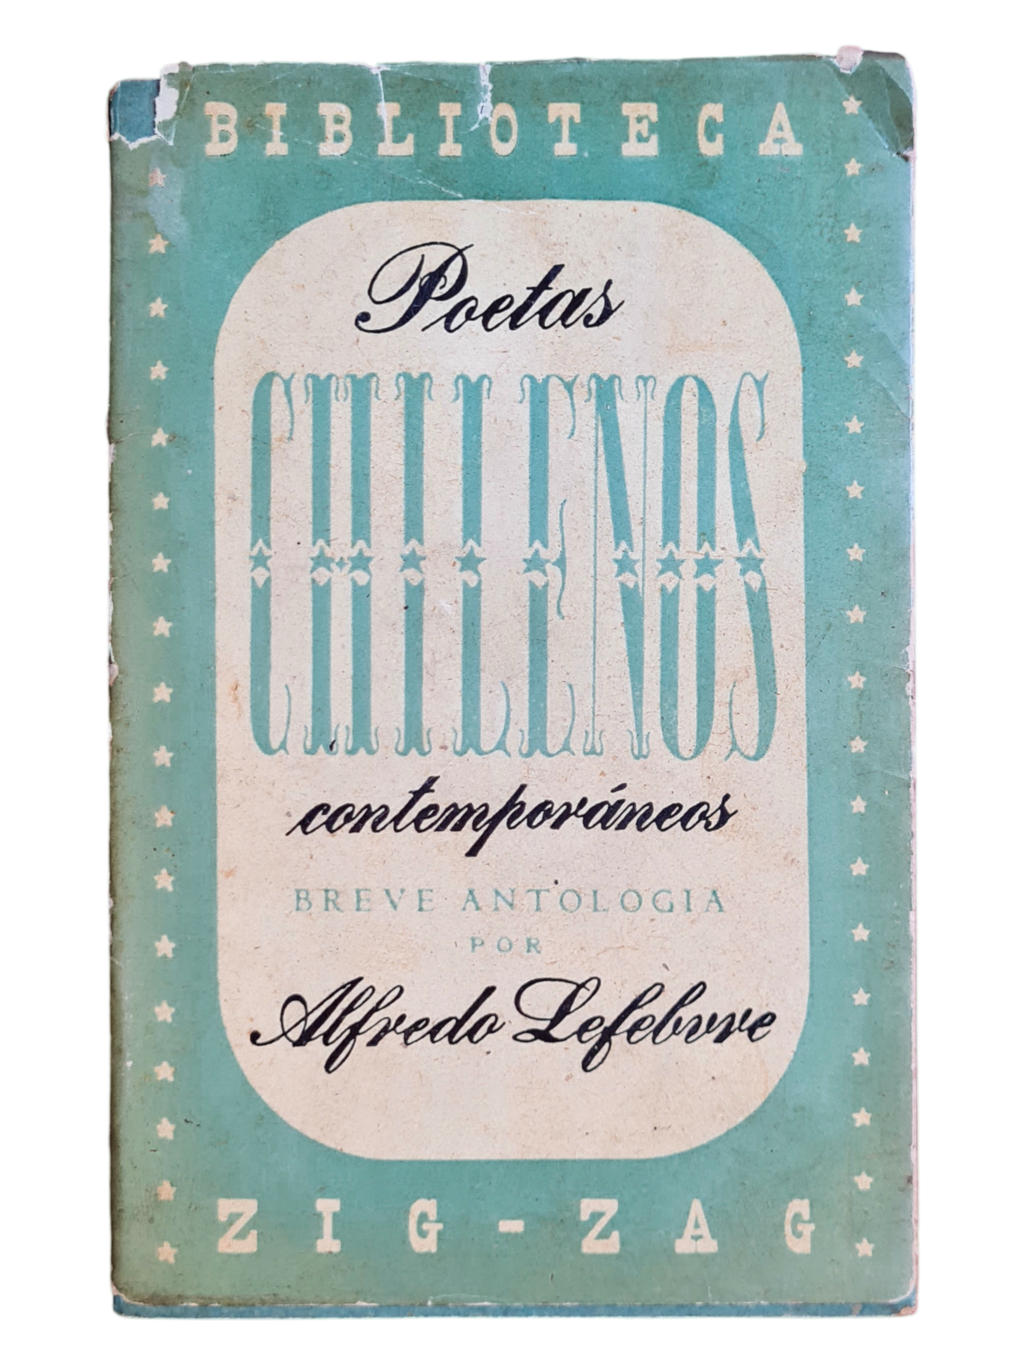 BIBLIOTECA
Poetas
CHILENOS
contemporáneos
BREVE ANTOLOGIA
POR
Alfredo Lefebvre
ZIG-ZAG